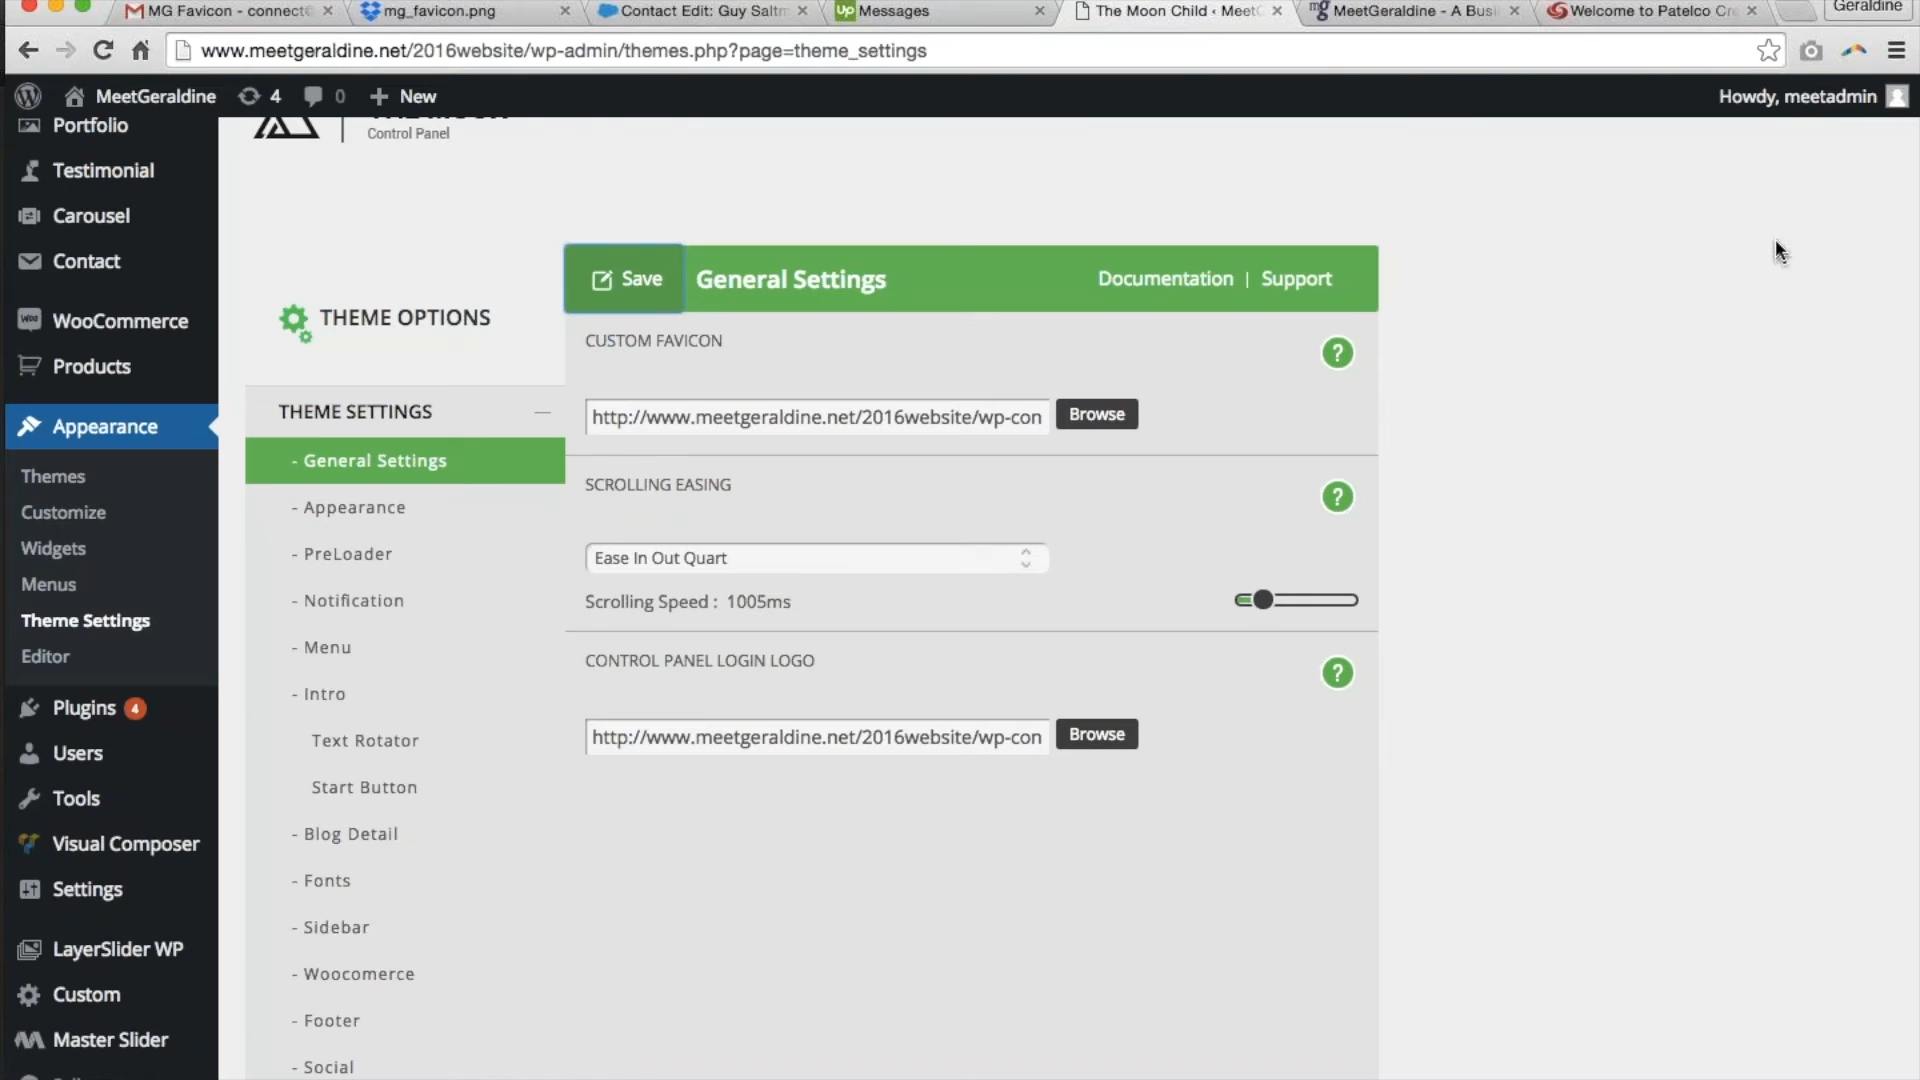 MG Favicon - connect
mg_favicon.png
Contact Edit: Guy Saltm
Up Messages
The Moon Child ‹ Meet
mg MeetGeraldine - A Busi
Welcome to Patelco Cr
Geraldine
www.meetgeraldine.net/2016website/wp-admin/themes.php?page=theme_settings
MeetGeraldine 4 0 + New
Howdy, meetadmin
Portfolio
Testimonial
Carousel
Contact
Woo WooCommerce
Products
Appearance
Themes
Customize
Widgets
Menus
Theme Settings
Editor
Plugins 4
Users
Tools
Visual Composer
Settings
LayerSlider WP
Custom
Master Slider
Control Panel
THEME OPTIONS
THEME SETTINGS
- General Settings
- Appearance
- PreLoader
- Notification
- Menu
- Intro
Text Rotator
Start Button
- Blog Detail
- Fonts
- Sidebar
- Woocomerce
- Footer
- Social
Save General Settings
Documentation | Support
CUSTOM FAVICON
?
http://www.meetgeraldine.net/2016website/wp-con
Browse
SCROLLING EASING
?
Ease In Out Quart
Scrolling Speed : 1005ms
CONTROL PANEL LOGIN LOGO
?
http://www.meetgeraldine.net/2016website/wp-con
Browse